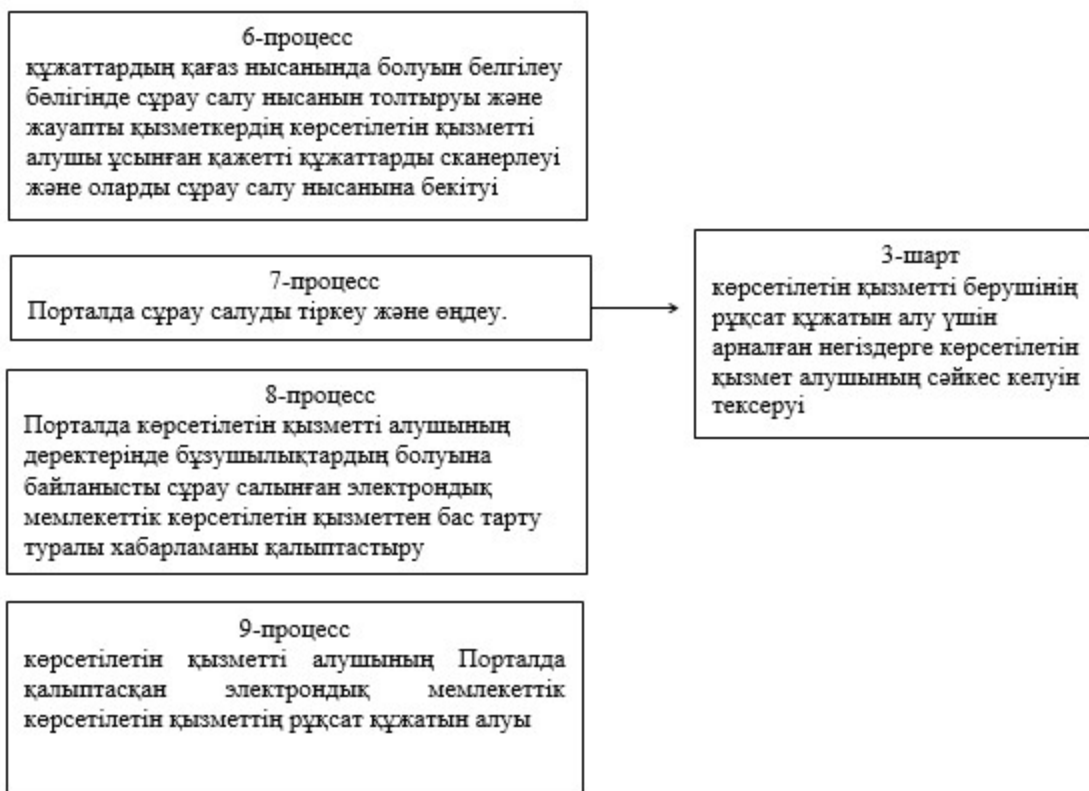 6-процесс
құжаттардың қағаз нысанында болуын белгілеу
бөлігінде сұрау салу нысанын толтыруы және
жауапты қызметкердің көрсетілетін қызметті
алушы ұсынған қажетті құжаттарды сканерлеуі
және оларды сұрау салу нысанына бекітуі
7-процесс
Порталда сұрау салуды тіркеу және өңдеу.
3-шарт
көрсетілетін қызметті берушінің
рұқсат құжатын алу үшін
арналған негіздерге көрсетілетін
қызмет алушының сәйкес келуін
тексеруі
8-процесс
Порталда көрсетілетін қызметті алушының
деректерінде бұзушылықтардың болуына
байланысты сұрау салынған электрондық
мемлекеттік көрсетілетін қызметтен бас тарту
туралы хабарламаны қалыптастыру
9-процесс
көрсетілетін қызметті алушының Порталда
қалыптасқан электрондық мемлекеттік
көрсетілетін қызметтің рұқсат құжатын алуы